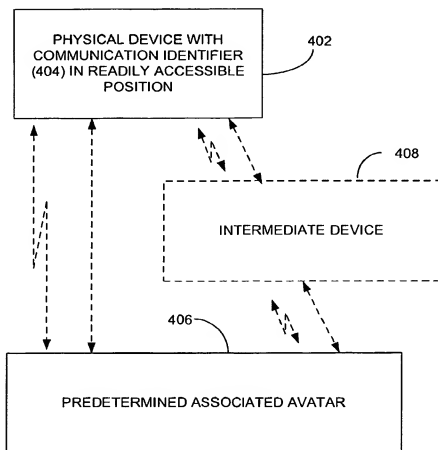 PHYSICAL DEVICE WITH
COMMUNICATION IDENTIFIER
(404) IN READILY ACCESSIBLE
POSITION
402
408
INTERMEDIATE DEVICE
406
PREDETERMINED ASSOCIATED AVATAR